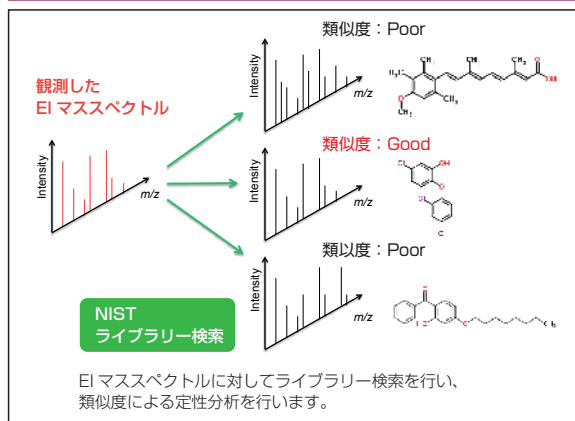 類似度：Poor
観測した
EI マススペクトル
Intensity
m/z
Intensity
m/z
類似度：Good
Intensity
m/z
類以度：Poor
Intensity
m/z
NIST
ライブラリー検索
EI マススペクトルに対してライブラリー検索を行い、
類似度による定性分析を行います。